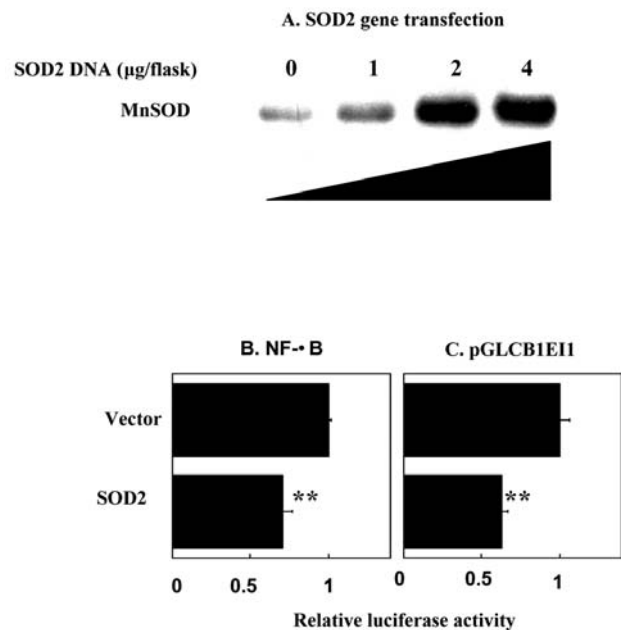 A. SOD2 gene transfection
SOD2 DNA (µg/flask) 0 1 2 4
MnSOD
B. NF-• B C. pGLCB1EI1
Vector
SOD2 ** **
0 0.5 1 0 0.5 1
Relative luciferase activity